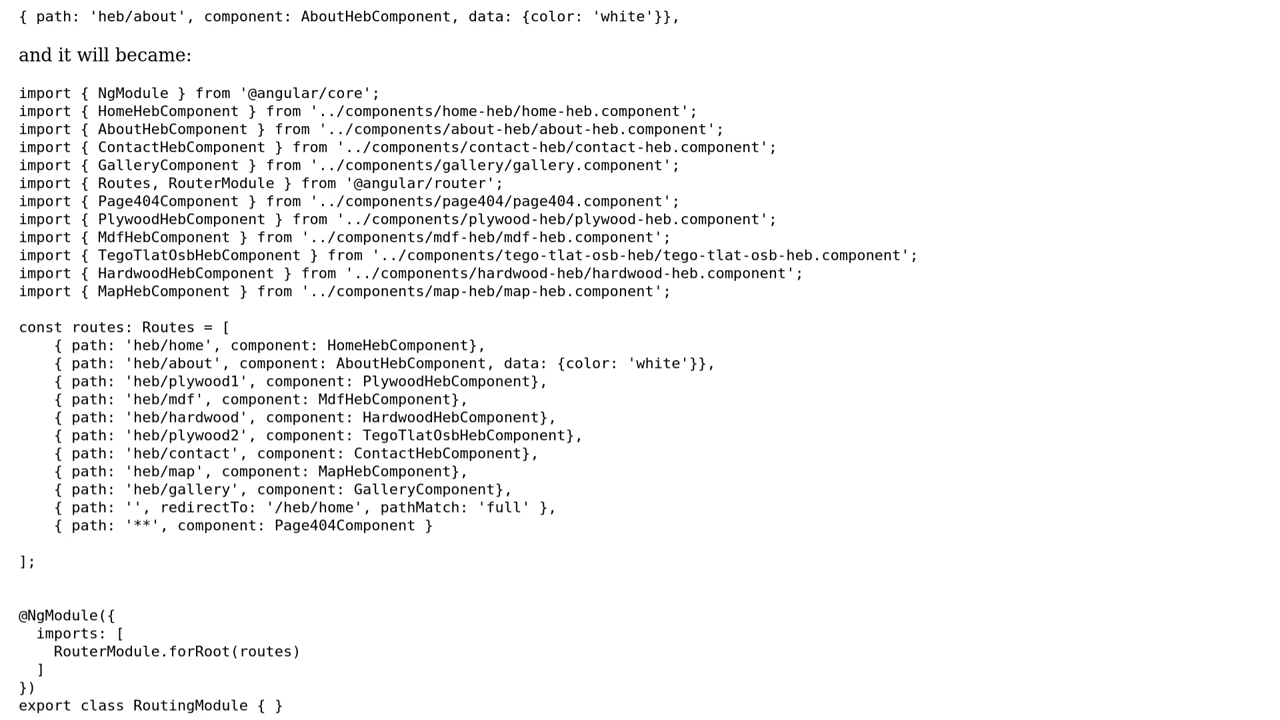 { path: 'heb/about', component: AboutHebComponent, data: {color: 'white'}},
and it will became:
import { NgModule } from '@angular/core';
import { HomeHebComponent } from '../components/home-heb/home-heb.component';
import { AboutHebComponent } from '../components/about-heb/about-heb.component';
import { ContactHebComponent } from '../components/contact-heb/contact-heb.component';
import { GalleryComponent } from '../components/gallery/gallery.component';
import { Routes, RouterModule } from '@angular/router';
import { Page404Component } from '../components/page404/page404.component';
import { PlywoodHebComponent } from '../components/plywood-heb/plywood-heb.component';
import { MdfHebComponent } from '../components/mdf-heb/mdf-heb.component';
import { TegoTlatOsbHebComponent } from '../components/tego-tlat-osb-heb/tego-tlat-osb-heb.component';
import { HardwoodHebComponent } from '../components/hardwood-heb/hardwood-heb.component';
import { MapHebComponent } from '../components/map-heb/map-heb.component';
const routes: Routes = [
    { path: 'heb/home', component: HomeHebComponent},
    { path: 'heb/about', component: AboutHebComponent, data: {color: 'white'}},
    { path: 'heb/plywood1', component: PlywoodHebComponent},
    { path: 'heb/mdf', component: MdfHebComponent},
    { path: 'heb/hardwood', component: HardwoodHebComponent},
    { path: 'heb/plywood2', component: TegoTlatOsbHebComponent},
    { path: 'heb/contact', component: ContactHebComponent},
    { path: 'heb/map', component: MapHebComponent},
    { path: 'heb/gallery', component: GalleryComponent},
    { path: '', redirectTo: '/heb/home', pathMatch: 'full' },
    { path: '**', component: Page404Component }
];
@NgModule({
  imports: [
    RouterModule.forRoot(routes)
  ]
})
export class RoutingModule { }